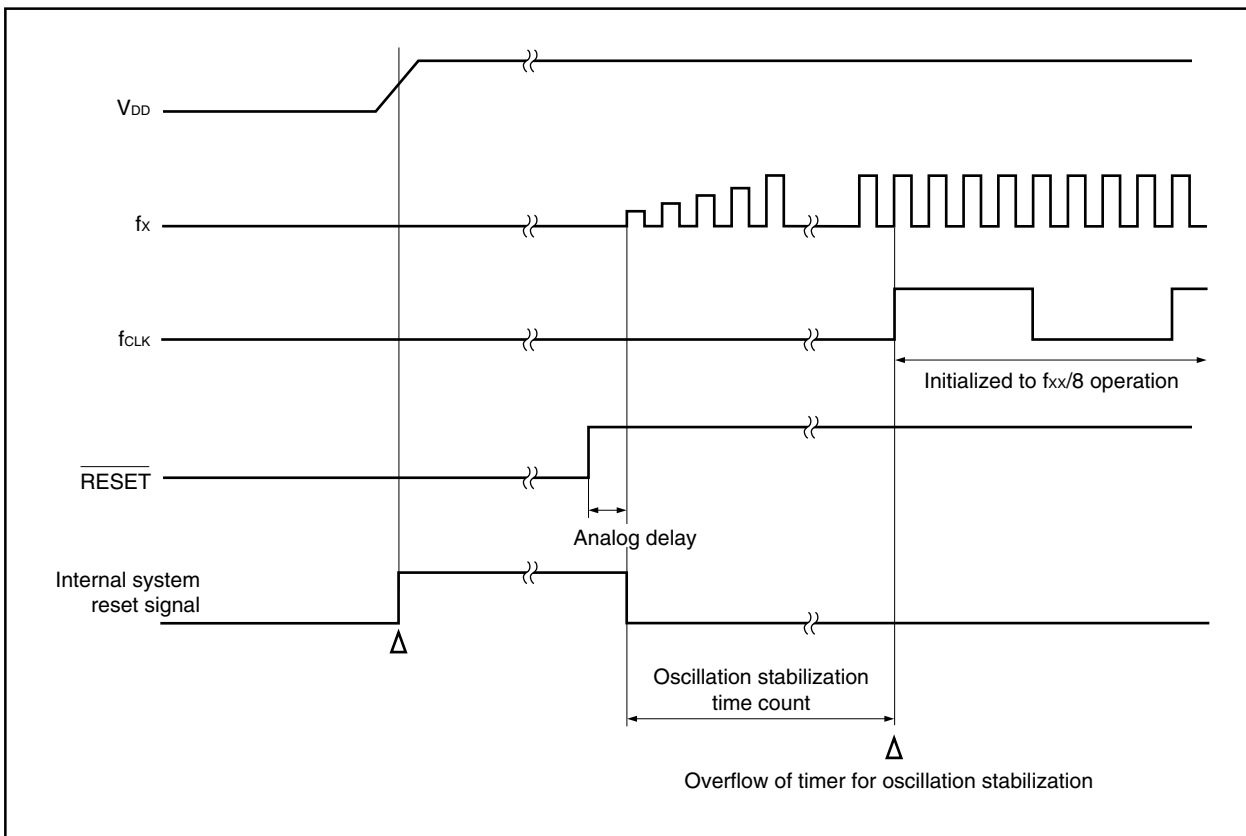 VDD
fX
fCLK
Initialized to fXX/8 operation
RESET
Analog delay
Internal system
reset signal
Oscillation stabilization
time count
Overflow of timer for oscillation stabilization